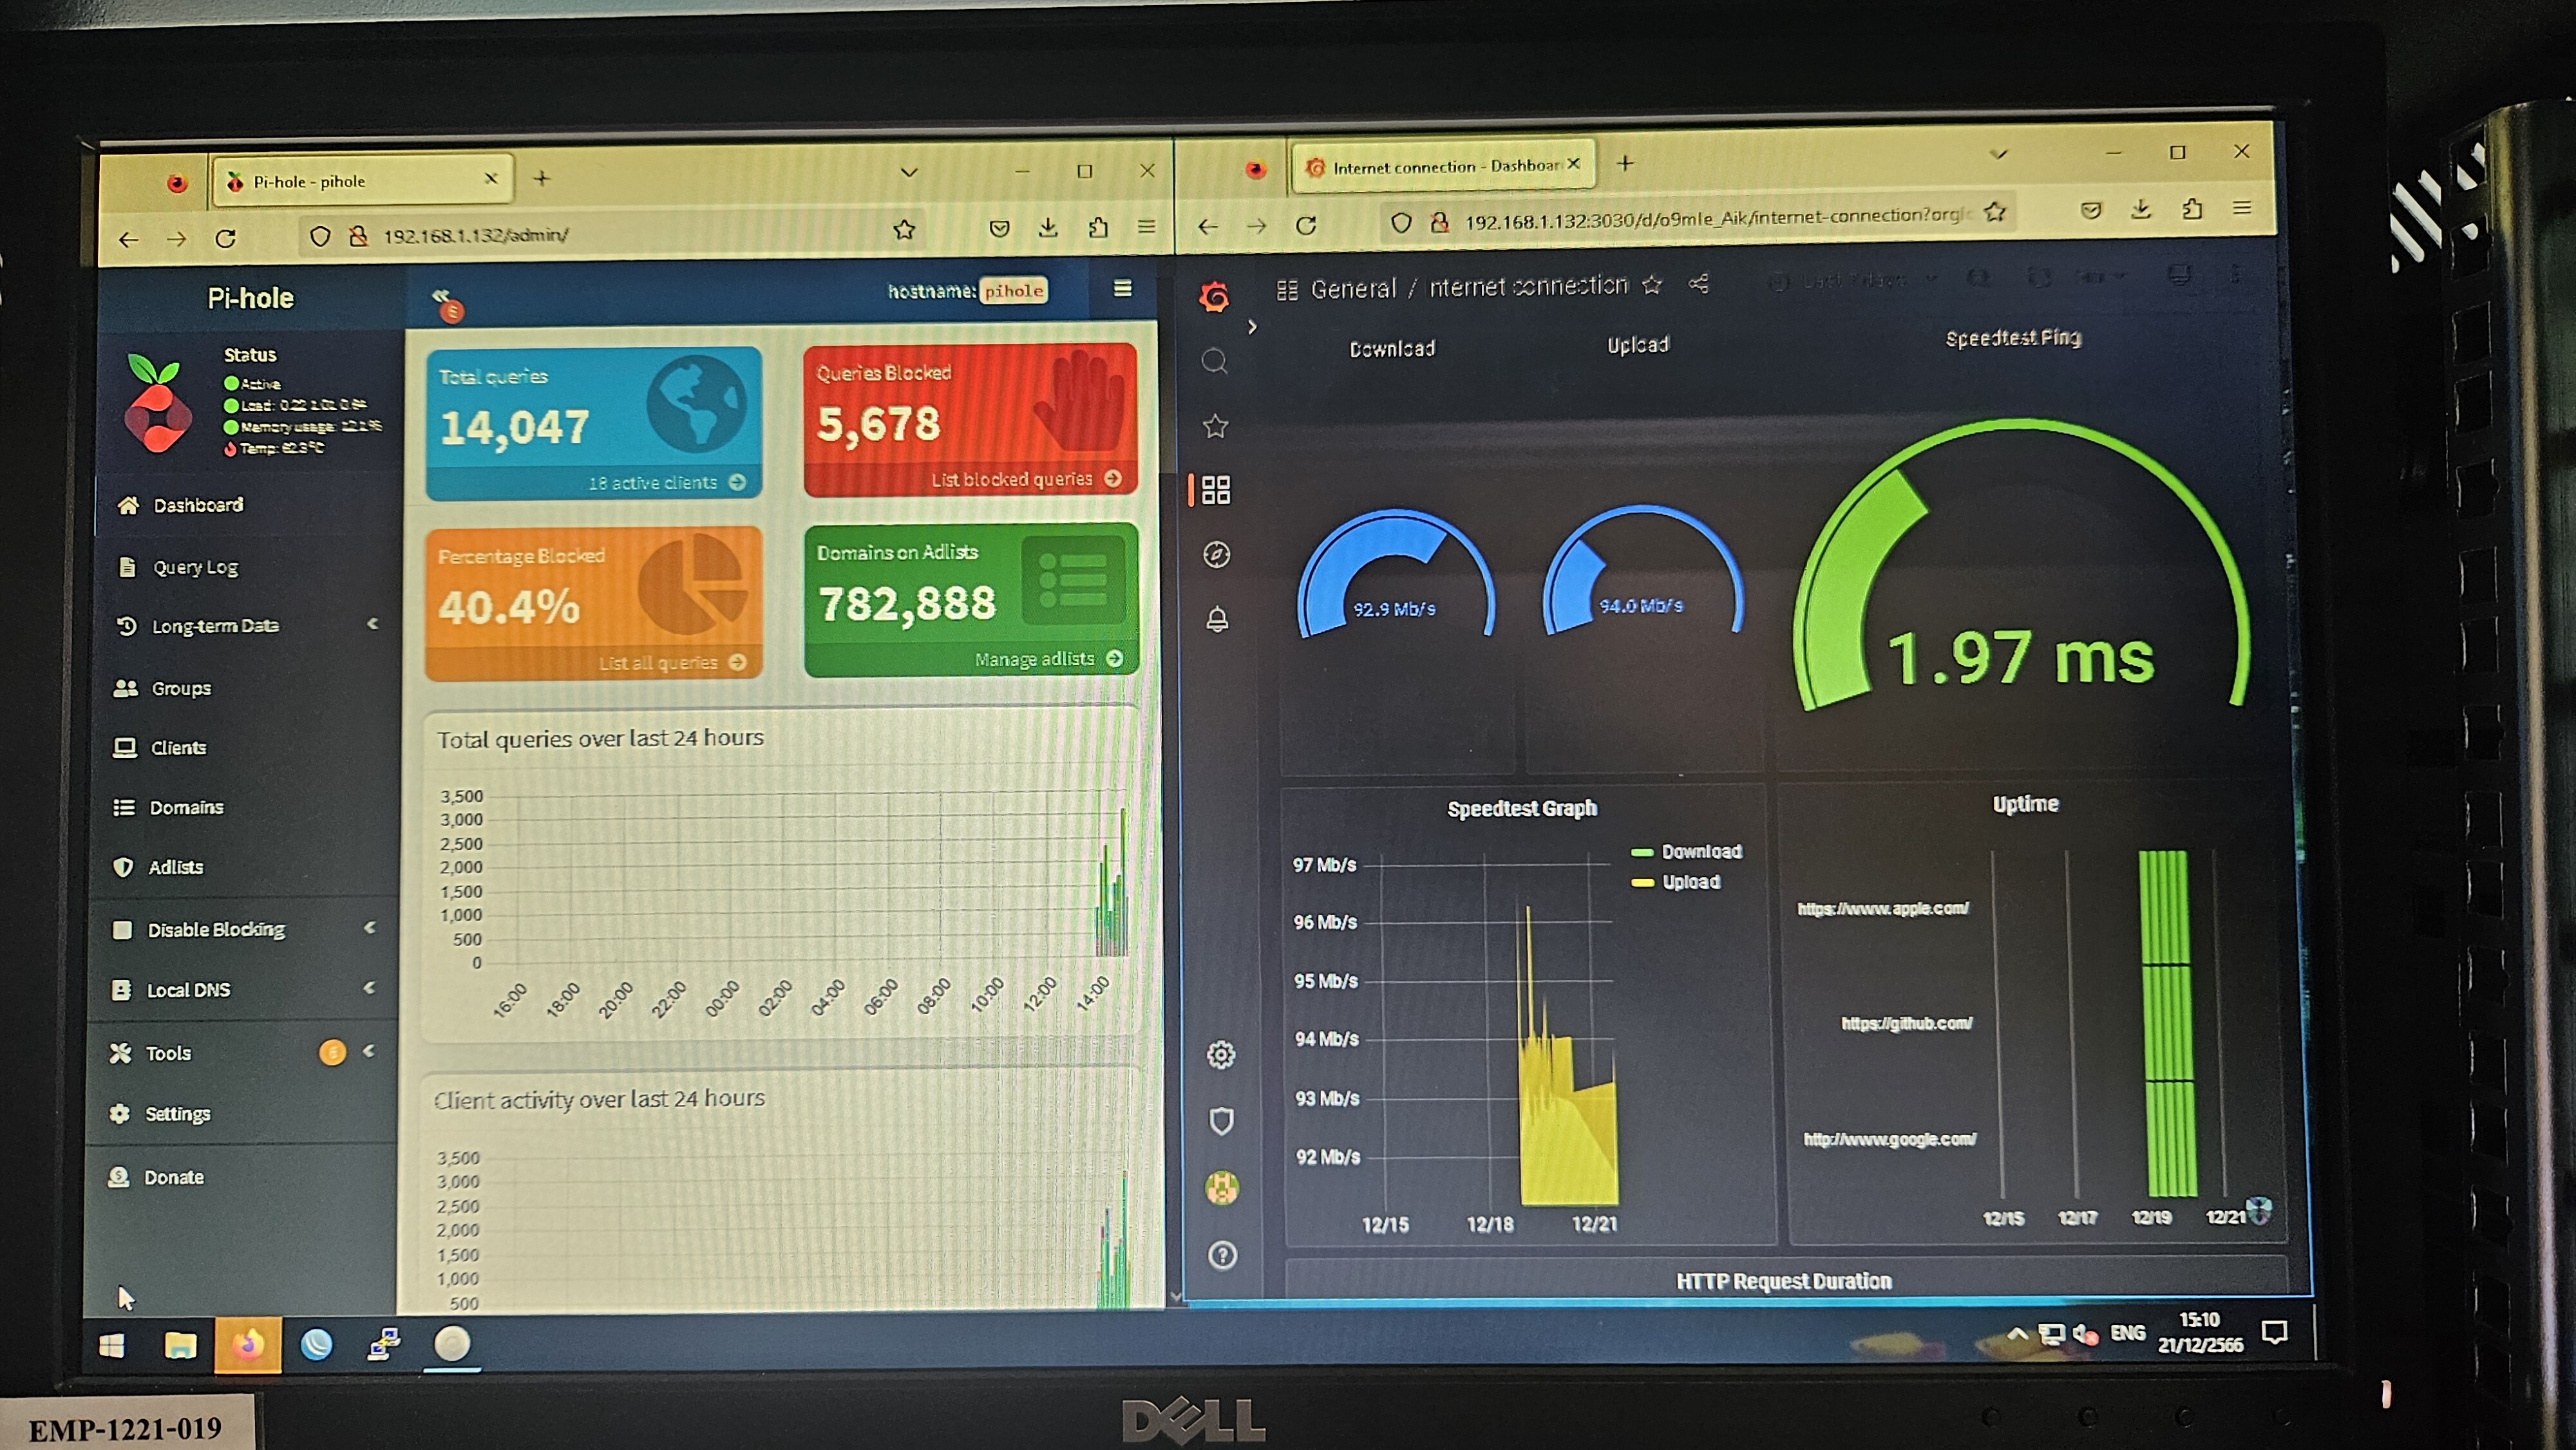 Pi-hole - pihole
192.168.1.132/admin/
Pi-hole
hostname: pihole
Status
Active
Load:
Memory usage:
Temp:
Dashboard
Query Log
Long-term Data
Groups
Clients
Domains
Adlists
Disable Blocking
Local DNS
Tools
Settings
Donate
Total queries
14,047
18 active clients
Queries Blocked
5,678
List blocked queries
Percentage Blocked
40.4%
List all queries
Domains on Adlists
782,888
Manage adlists
Total queries over last 24 hours
3,500
3,000
2,500
2,000
1,500
1,000
500
0
16:00 18:00 20:00 22:00 00:00 02:00 04:00 06:00 08:00 10:00 12:00 14:00
Client activity over last 24 hours
3,500
3,000
2,500
2,000
1,500
1,000
500
Internet connection - Dashboar
192.168.1.132:3030/d/o9mle_Aik/internet-connection?orgI
General / nternet connection
Download
Upload
Speedtest Ping
92.9 Mb/s
94.0 Mb/s
1.97 ms
Speedtest Graph
97 Mb/s
96 Mb/s
95 Mb/s
94 Mb/s
93 Mb/s
92 Mb/s
12/15 12/18 12/21
Download
Upload
Uptime
https://www.apple.com/
https://github.com/
http://www.google.com/
12/15 12/17 12/19 12/21
HTTP Request Duration
ENG
15:10
21/12/2566
DELL
EMP-1221-019